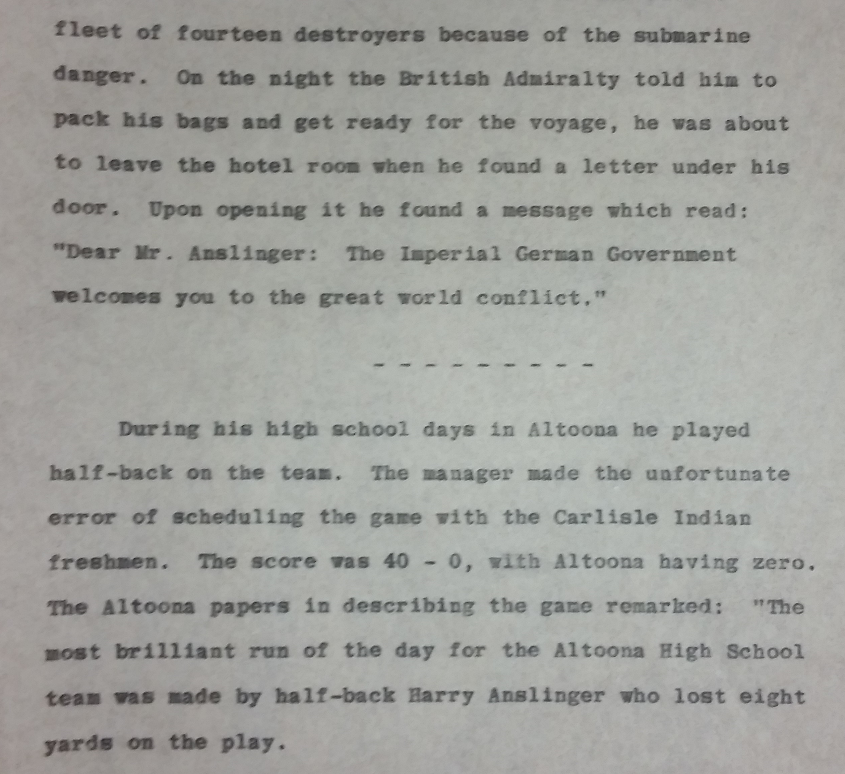 fleet of fourteen destroyers because of the submarine
danger.  On the night the British Admiralty told him to
pack his bags and get ready for the voyage, he was about
to leave the hotel room when he found a letter under his
door.  Upon opening it he found a message which read:
"Dear Mr. Anslinger:  The Imperial German Government
welcomes you to the great world conflict."
- - - - - - - - -
During his high school days in Altoona he played
half-back on the team.  The manager made the unfortunate
error of scheduling the game with the Carlisle Indian
freshmen.  The score was 40 - 0, with Altoona having zero.
The Altoona papers in describing the game remarked:  "The
most brilliant run of the day for the Altoona High School
team was made by half-back Harry Anslinger who lost eight
yards on the play.